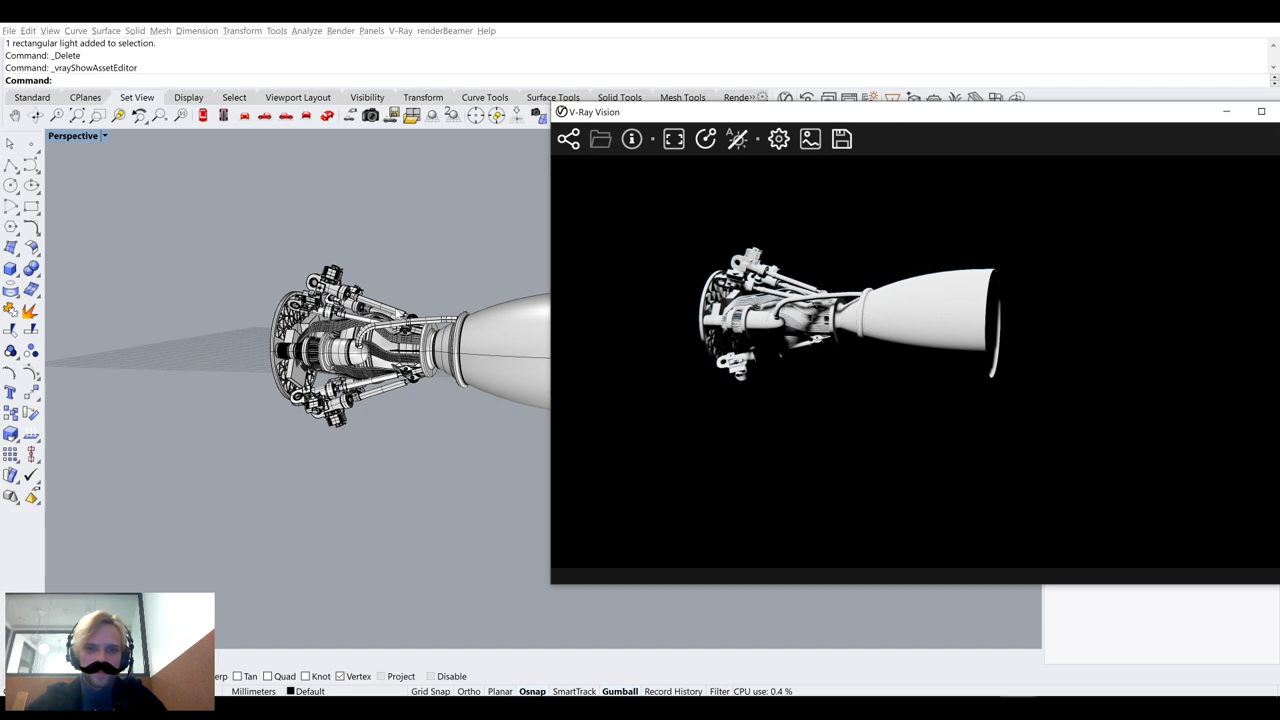 File Edit View Curve Surface Solid Mesh Dimension Transform Tools Analyze Render Panels V-Ray renderBeamer Help
1 rectangular light added to selection.
Command: _Delete
Command: _vrayShowAssetEditor
Command:
Standard CPlanes Set View Display Select Viewport Layout Visibility Transform Curve Tools Surface Tools Solid Tools Mesh Tools Rende
V-Ray Vision
Perspective
erp Tan Quad Knot Vertex Project Disable
Millimeters Default Grid Snap Ortho Planar Osnap SmartTrack Gumball Record History Filter CPU use: 0.4 %